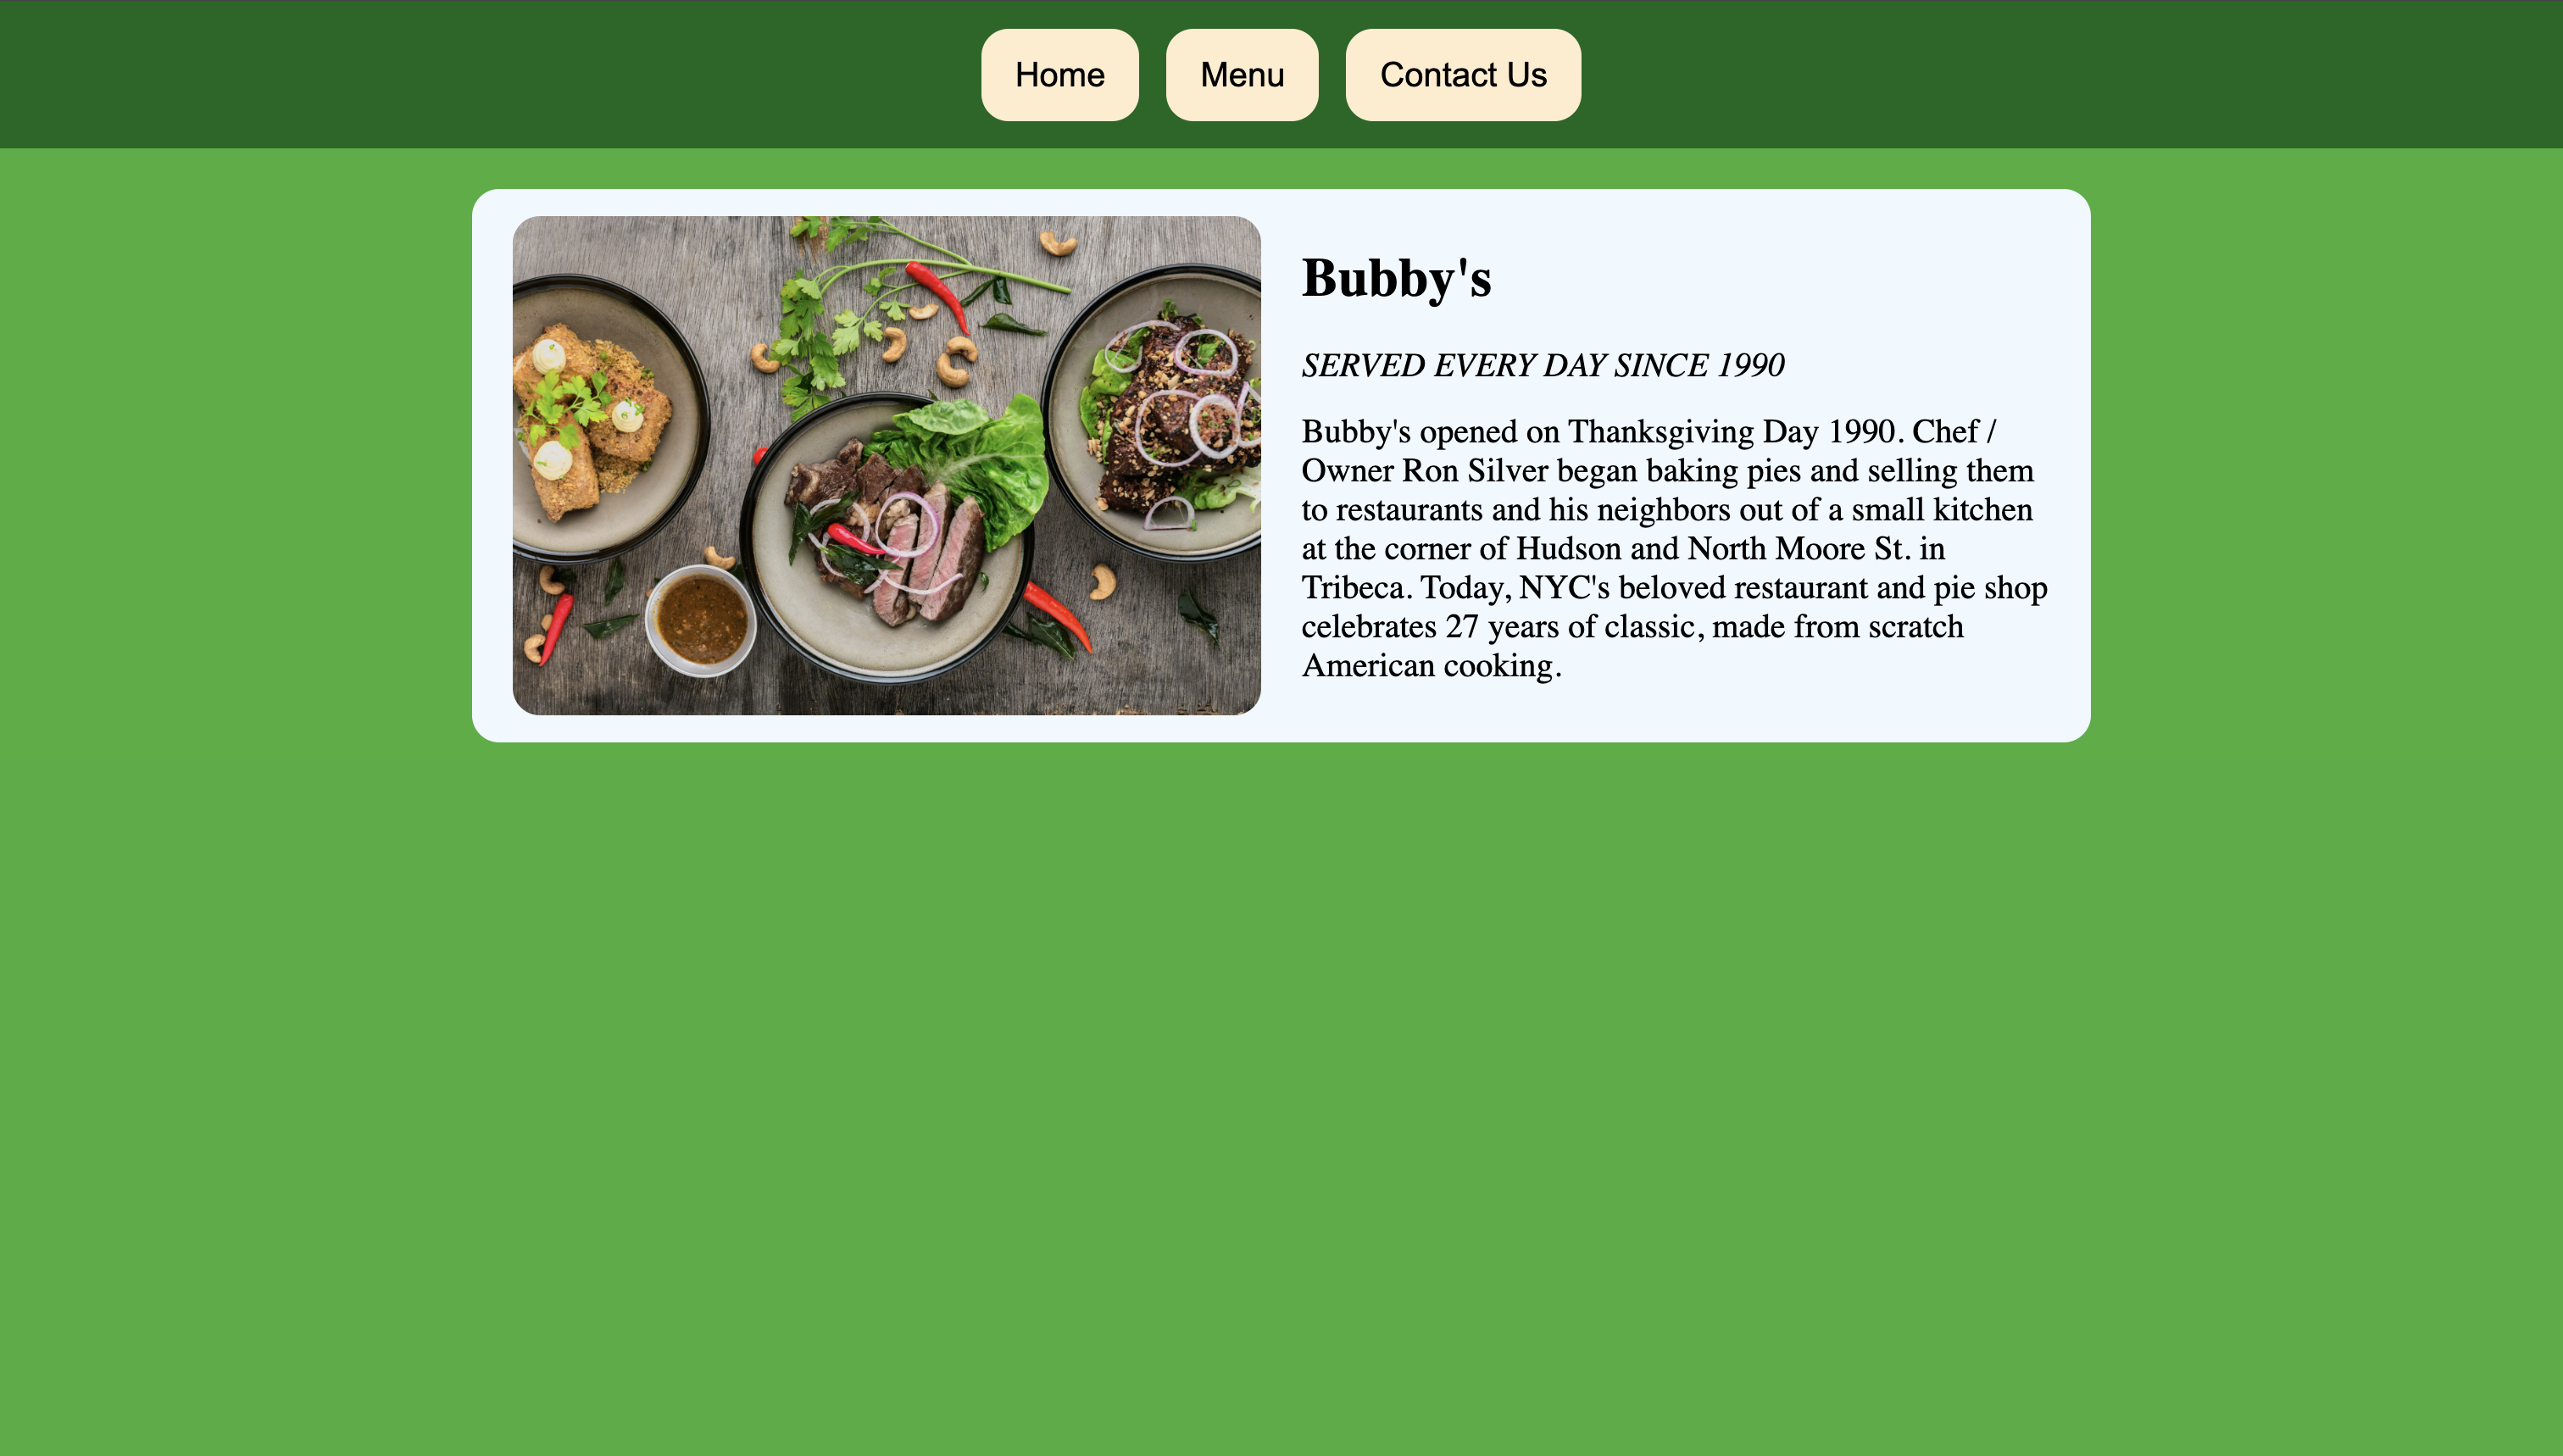 Home
Menu
Contact Us
Bubby's
SERVED EVERY DAY SINCE 1990
Bubby's opened on Thanksgiving Day 1990. Chef /
Owner Ron Silver began baking pies and selling them
to restaurants and his neighbors out of a small kitchen
at the corner of Hudson and North Moore St. in
Tribeca. Today, NYC's beloved restaurant and pie shop
celebrates 27 years of classic, made from scratch
American cooking.